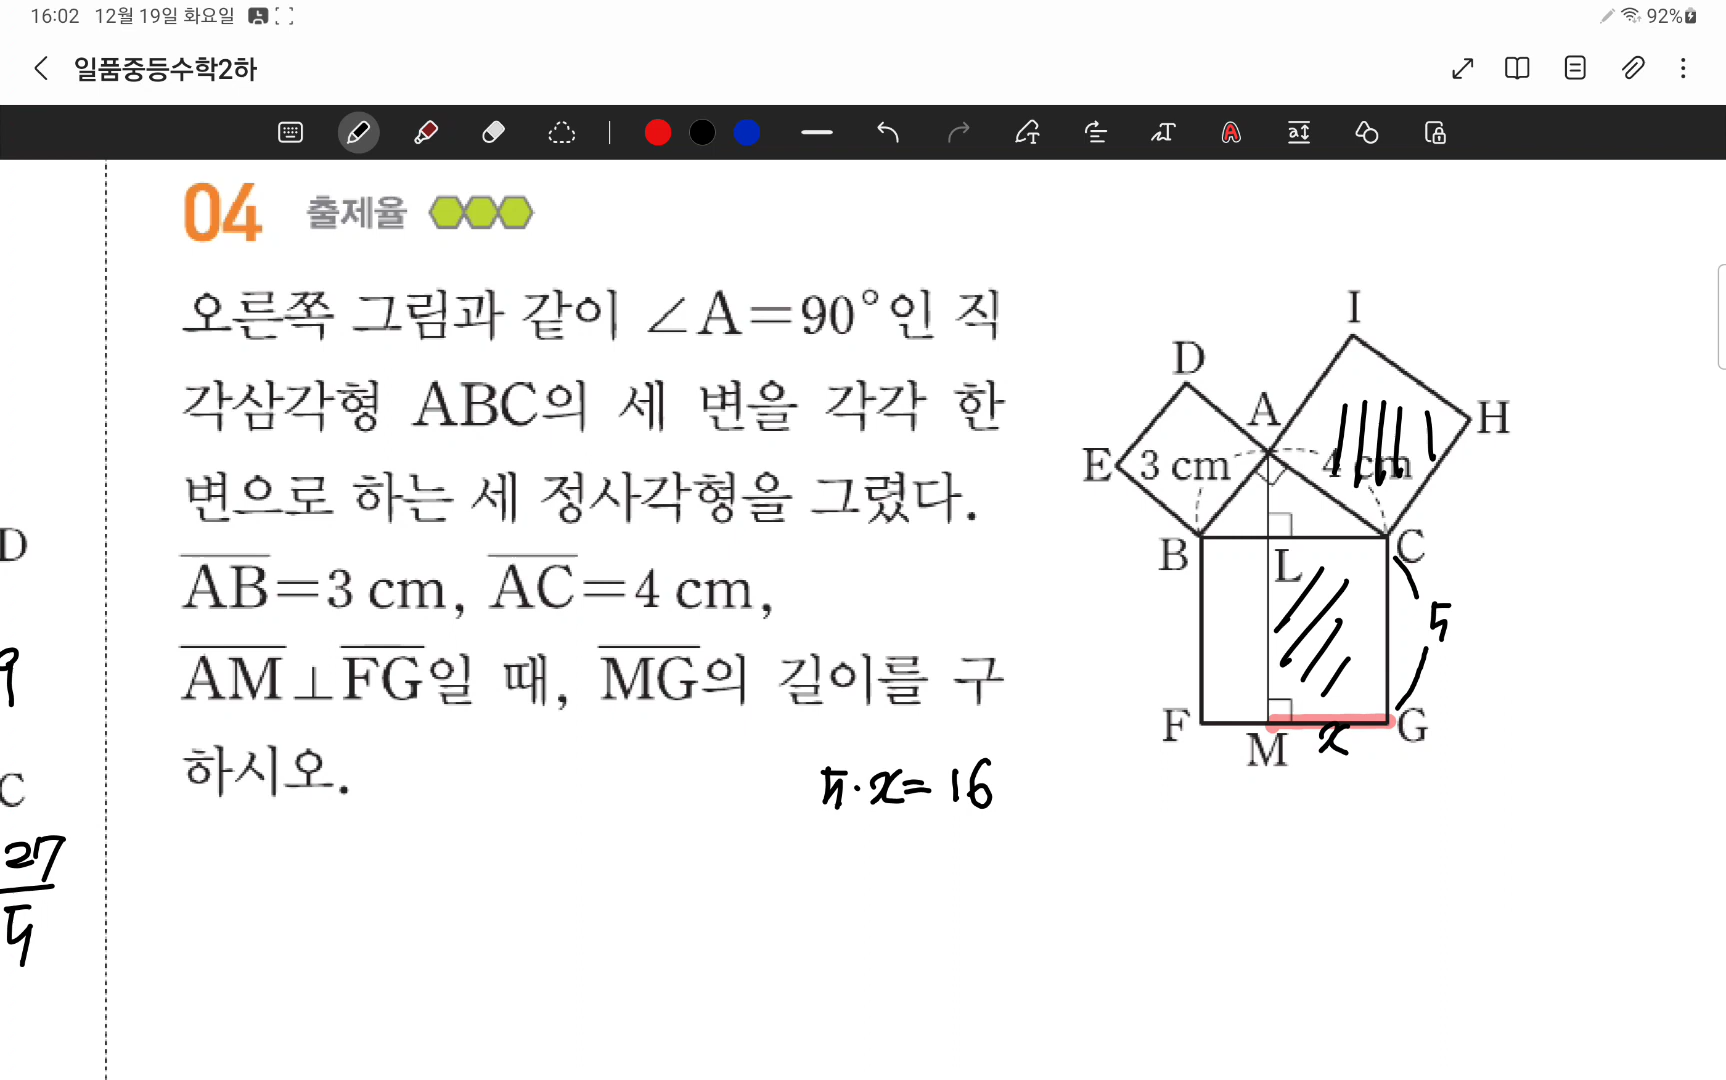 16:02 12월 19일 화요일
92%
일품중등수학2하
04 출제율
오른쪽 그림과 같이 ∠A=90°인 직
각삼각형 ABC의 세 변을 각각 한
변으로 하는 세 정사각형을 그렸다.
AB=3 cm, AC=4 cm,
AM⊥FG일 때, MG의 길이를 구
하시오.
5·x=16
I
D
A
H
E
3 cm
4 cm
B
L
C
5
F
M
x
G
D
9
C
27
5